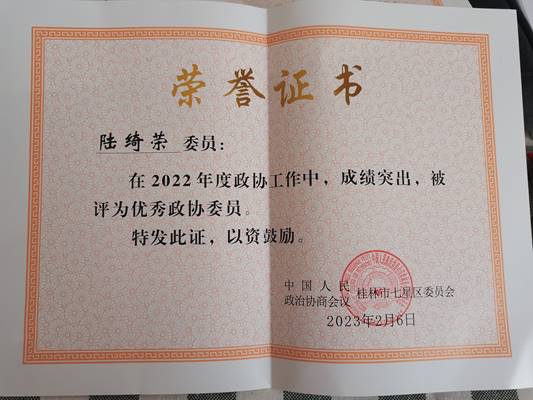 荣誉证书
陆绮荣 委员：
在2022年度政协工作中，成绩突出，被
评为优秀政协委员。
特发此证，以资鼓励。
中国人民
政治协商会议 桂林市七星区委员会
2023年2月6日